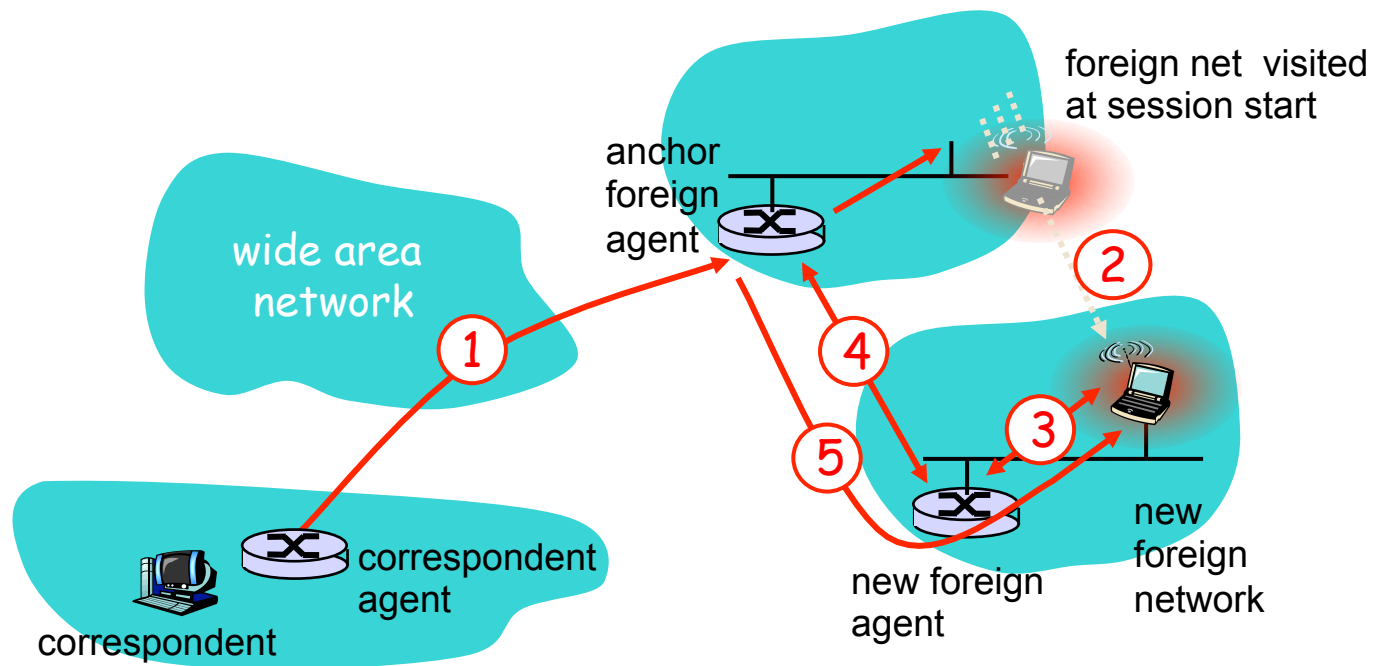 foreign net visited
at session start
anchor
foreign
agent
wide area
network
2
1
4
3
5
correspondent
agent
correspondent
new foreign
agent
new
foreign
network